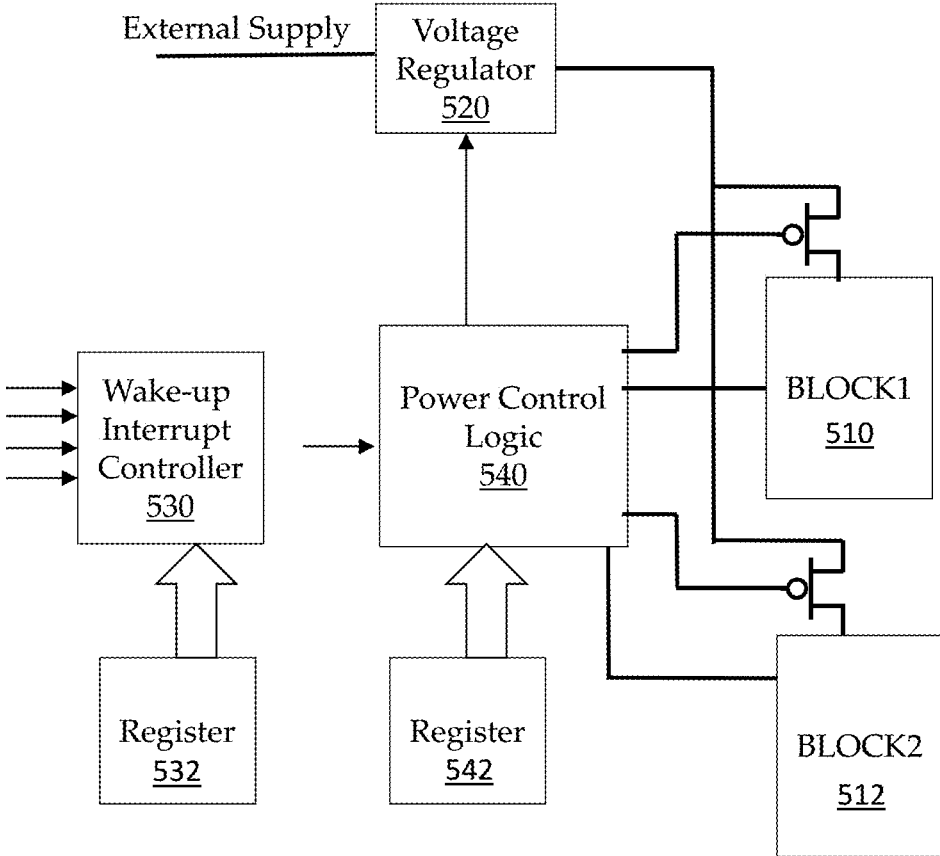 External Supply
Voltage
Regulator
520
Wake-up
Interrupt
Controller
530
Power Control
Logic
540
BLOCK1
510
Register
532
Register
542
BLOCK2
512